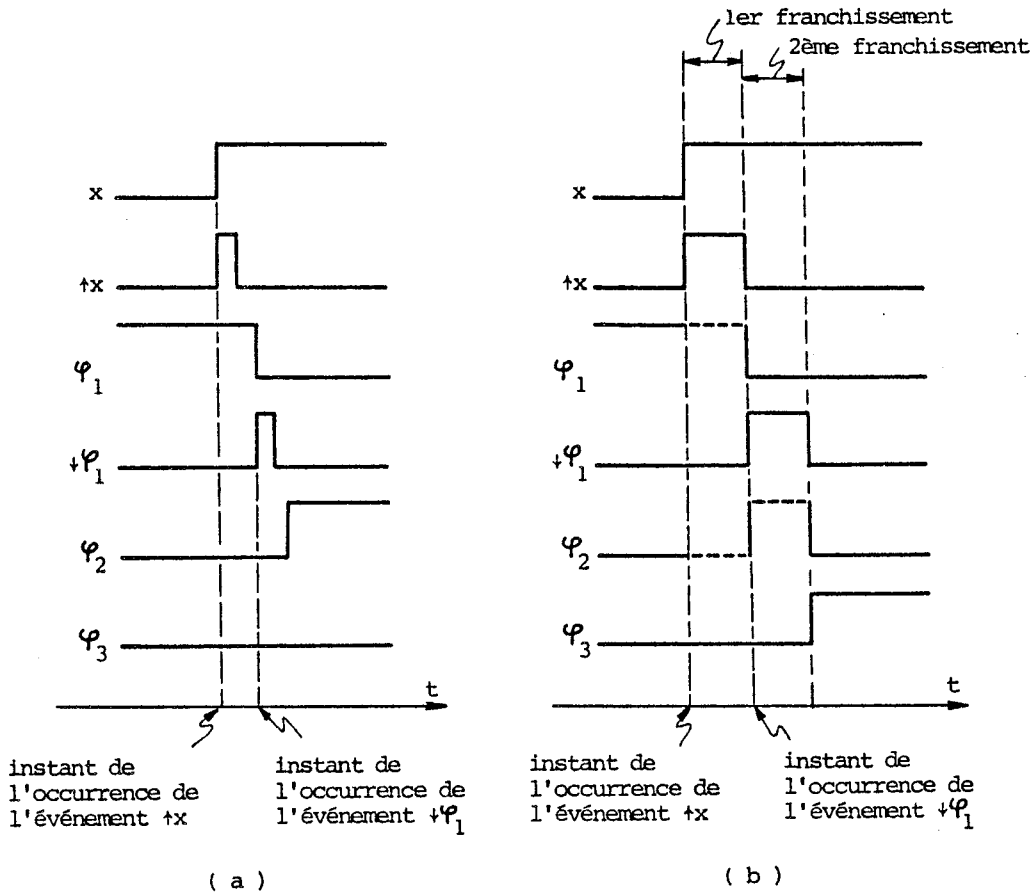 1er franchissement
2ème franchissement
x
↑x
φ1
↓φ1
φ2
φ3
t
instant de
l'occurrence de
l'événement ↑x
instant de
l'occurrence de
l'événement ↓φ1
( a )
x
↑x
φ1
↓φ1
φ2
φ3
t
instant de
l'occurrence de
l'événement ↑x
instant de
l'occurrence de
l'événement ↓φ1
( b )